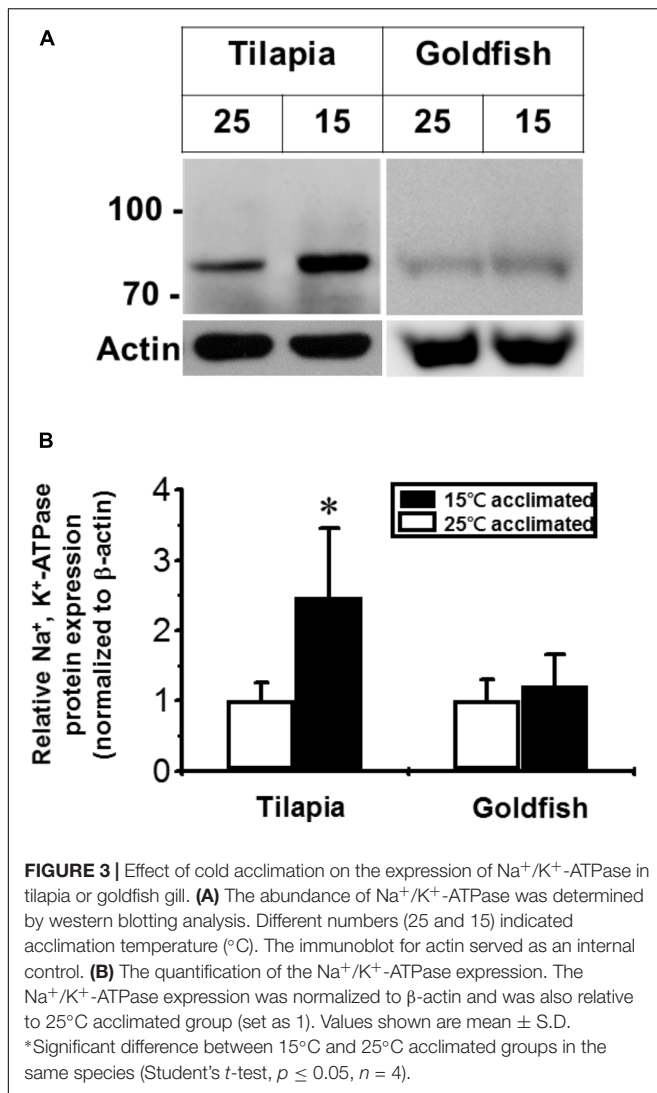 A
Tilapia Goldfish
25 15 25 15
100 -
70 -
Actin
B
Relative Na⁺, K⁺-ATPase
protein expression
(normalized to β-actin)
4
3
2
1
0
*
15℃ acclimated
25℃ acclimated
Tilapia Goldfish
FIGURE 3 | Effect of cold acclimation on the expression of Na⁺/K⁺-ATPase in
tilapia or goldfish gill. (A) The abundance of Na⁺/K⁺-ATPase was determined
by western blotting analysis. Different numbers (25 and 15) indicated
acclimation temperature (°C). The immunoblot for actin served as an internal
control. (B) The quantification of the Na⁺/K⁺-ATPase expression. The
Na⁺/K⁺-ATPase expression was normalized to β-actin and was also relative
to 25°C acclimated group (set as 1). Values shown are mean ± S.D.
*Significant difference between 15°C and 25°C acclimated groups in the
same species (Student's t-test, p ≤ 0.05, n = 4).